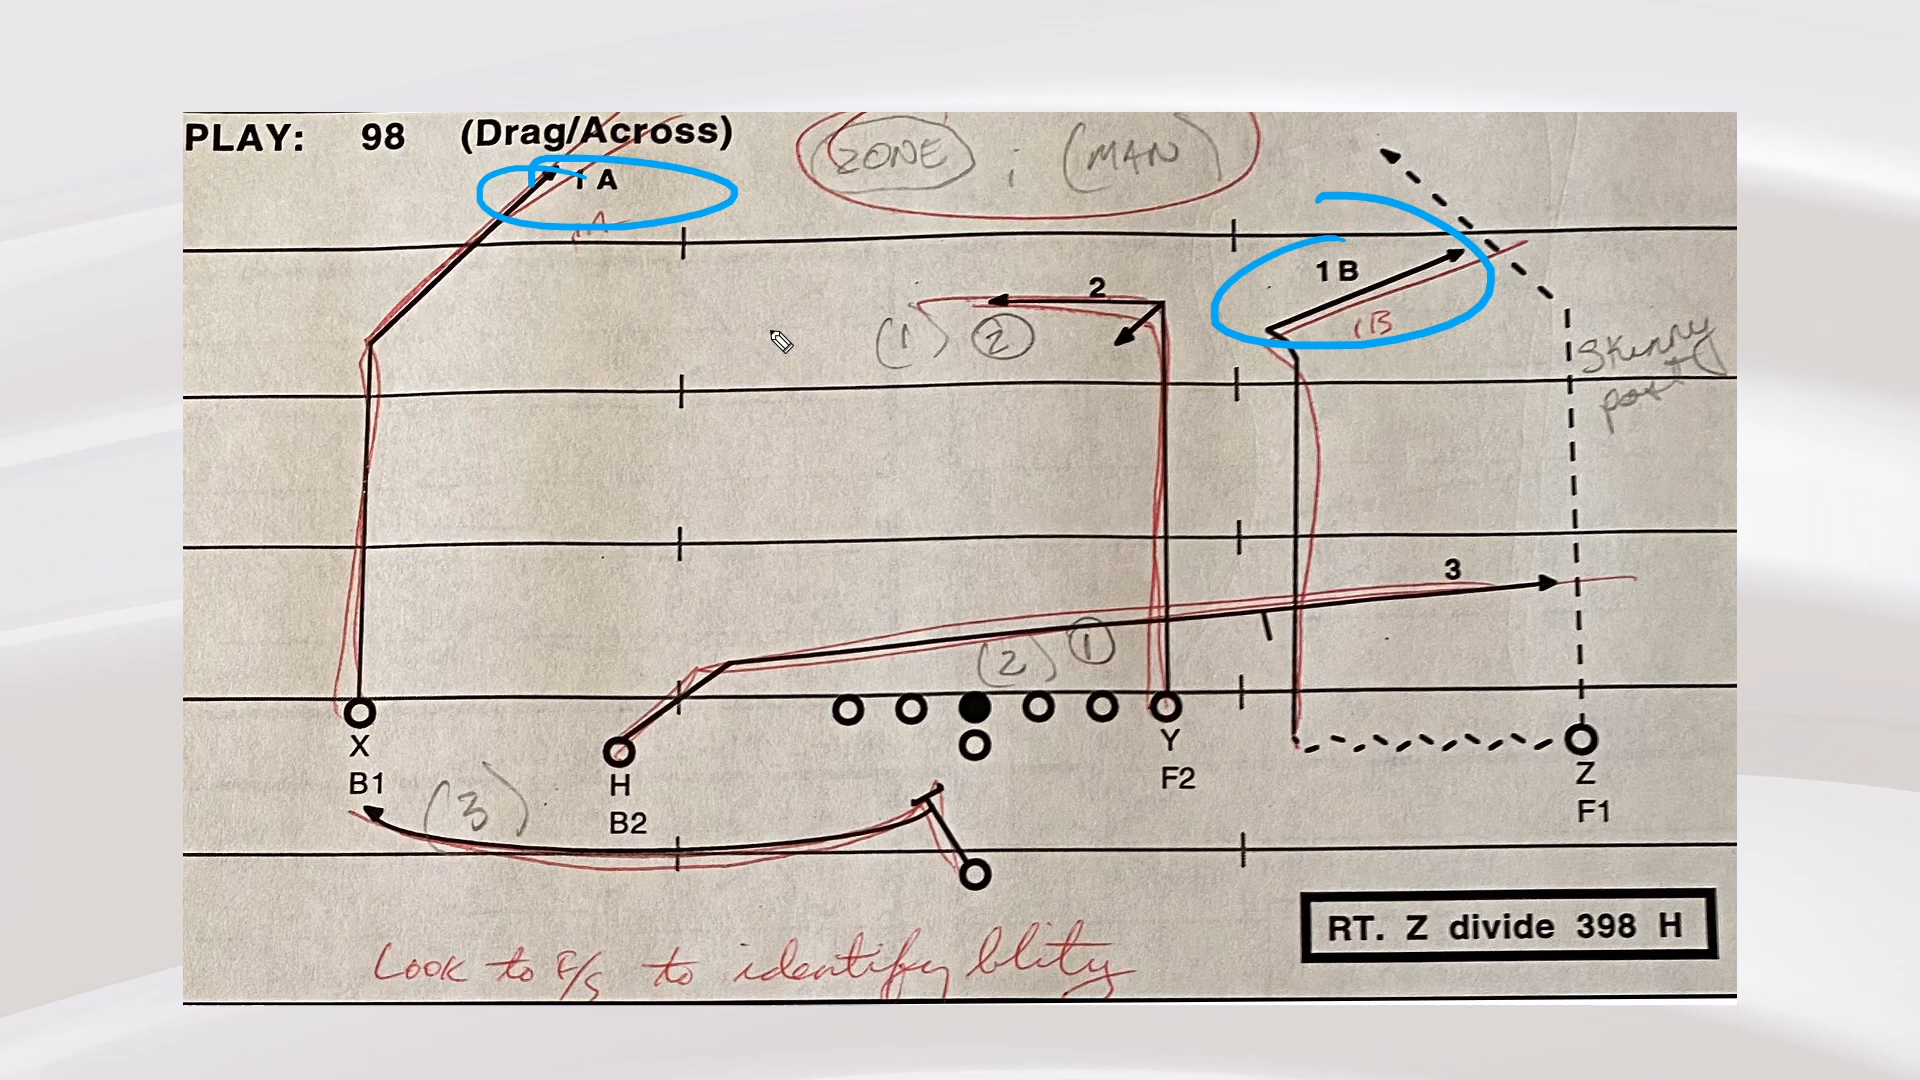 PLAY: 98 (Drag/Across)
ZONE ; (MAN)
1 A
1A
1 B
1B
2
(1) 2
Skinny
post
3
(2) 1
X
B1
H
B2
Y
F2
Z
F1
(3)
RT. Z divide 398 H
Look to F/S to identify blitz